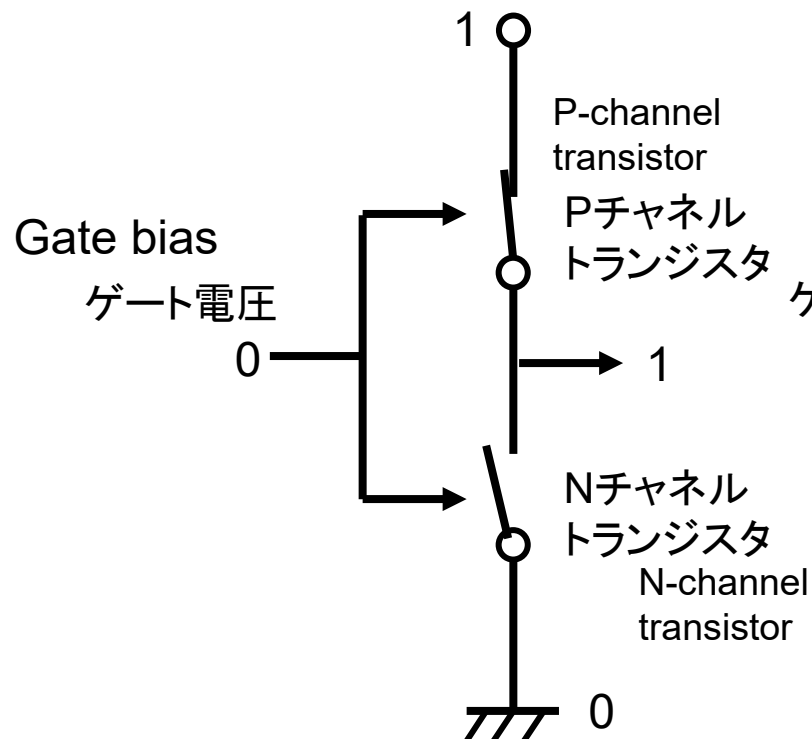 1
P-channel
transistor
Pチャネル
トランジスタ
Gate bias
ゲート電圧
ゲ
0
1
Nチャネル
トランジスタ
N-channel
transistor
0